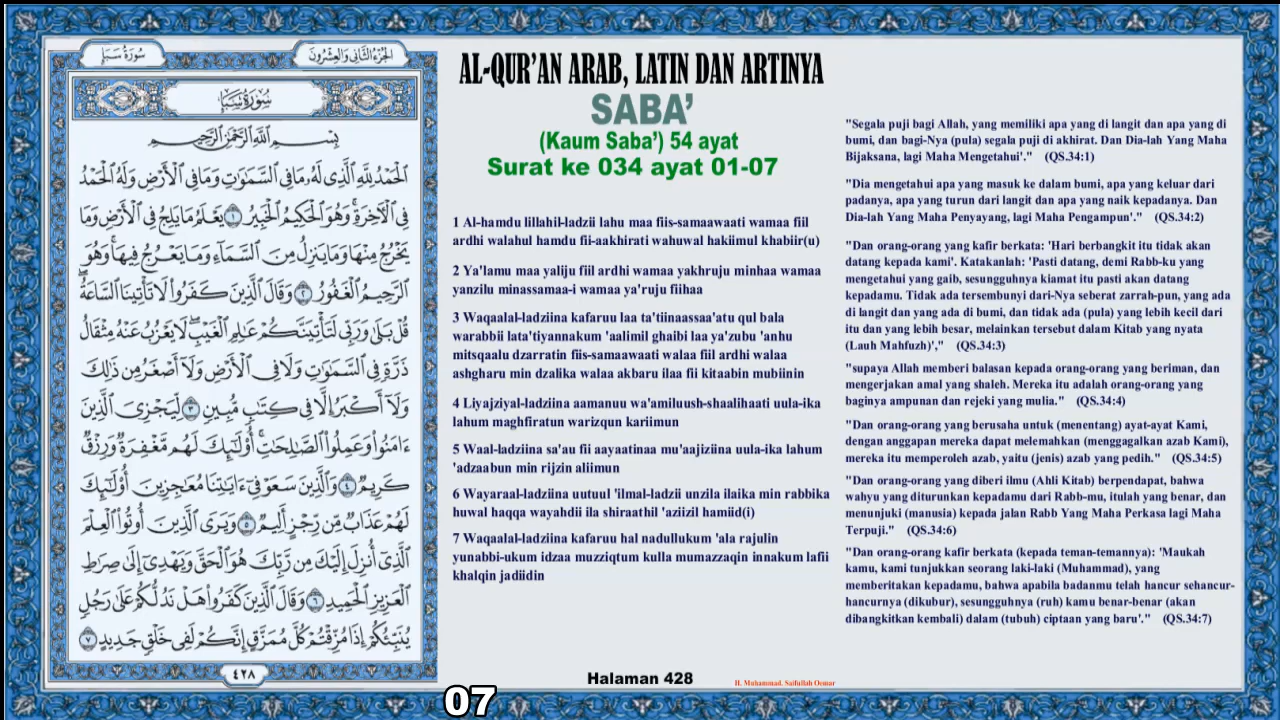 سُورَةُ سَبَإٍ
الجُزْءُ الثَّانِي وَالعِشْرُونَ
سُورَةُ سَبَإٍ
بِسْمِ اللَّهِ الرَّحْمَٰنِ الرَّحِيمِ
الْحَمْدُ لِلَّهِ الَّذِي لَهُ مَا فِي السَّمَٰوَٰتِ وَمَا فِي الْأَرْضِ وَلَهُ الْحَمْدُ
فِي الْآخِرَةِ ۚ وَهُوَ الْحَكِيمُ الْخَبِيرُ ١ يَعْلَمُ مَا يَلِجُ فِي الْأَرْضِ وَمَا
يَخْرُجُ مِنْهَا وَمَا يَنزِلُ مِنَ السَّمَاءِ وَمَا يَعْرُجُ فِيهَا ۚ وَهُوَ
الرَّحِيمُ الْغَفُورُ ٢ وَقَالَ الَّذِينَ كَفَرُوا لَا تَأْتِينَا السَّاعَةُ ۖ
قُلْ بَلَىٰ وَرَبِّي لَتَأْتِيَنَّكُمْ عَٰلِمِ الْغَيْبِ ۖ لَا يَعْزُبُ عَنْهُ مِثْقَالُ
ذَرَّةٍ فِي السَّمَٰوَٰتِ وَلَا فِي الْأَرْضِ وَلَا أَصْغَرُ مِن ذَٰلِكَ
وَلَا أَكْبَرُ إِلَّا فِي كِتَٰبٍ مُّبِينٍ ٣ لِّيَجْزِيَ الَّذِينَ
ءَامَنُوا وَعَمِلُوا الصَّٰلِحَٰتِ ۚ أُولَٰئِكَ لَهُم مَّغْفِرَةٌ وَرِزْقٌ
كَرِيمٌ ٤ وَالَّذِينَ سَعَوْ فِي ءَايَٰتِنَا مُعَٰجِزِينَ أُولَٰئِكَ
لَهُمْ عَذَابٌ مِّن رِّجْزٍ أَلِيمٌ ٥ وَيَرَى الَّذِينَ أُوتُوا الْعِلْمَ
الَّذِي أُنزِلَ إِلَيْكَ مِن رَّبِّكَ هُوَ الْحَقَّ وَيَهْدِي إِلَىٰ صِرَٰطِ
الْعَزِيزِ الْحَمِيدِ ٦ وَقَالَ الَّذِينَ كَفَرُوا هَلْ نَدُلُّكُمْ عَلَىٰ رَجُلٍ
يُنَبِّئُكُمْ إِذَا مُزِّقْتُمْ كُلَّ مُمَزَّقٍ إِنَّكُمْ لَفِي خَلْقٍ جَدِيدٍ ٧
٤٢٨
AL-QUR'AN ARAB, LATIN DAN ARTINYA
SABA'
(Kaum Saba') 54 ayat
Surat ke 034 ayat 01-07
1 Al-hamdu lillahil-ladzii lahu maa fiis-samaawaati wamaa fiil
ardhi walahul hamdu fii-aakhirati wahuwal hakiimul khabiir(u)
2 Ya'lamu maa yaliju fiil ardhi wamaa yakhruju minhaa wamaa
yanzilu minassamaa-i wamaa ya'ruju fiihaa
3 Waqaalal-ladziina kafaruu laa ta'tiinaassaa'atu qul bala
warabbii lata'tiyannakum 'aalimil ghaibi laa ya'zubu 'anhu
mitsqaalu dzarratin fiis-samaawaati walaa fiil ardhi walaa
ashgharu min dzalika walaa akbaru ilaa fii kitaabin mubiinin
4 Liyajziyal-ladziina aamanuu wa'amiluush-shaalihaati uula-ika
lahum maghfiratun warizqun kariimun
5 Waal-ladziina sa'au fii aayaatinaa mu'aajiziina uula-ika lahum
'adzaabun min rijzin aliimun
6 Wayaraal-ladziina uutuul 'ilmal-ladzii unzila ilaika min rabbika
huwal haqqa wayahdii ila shiraathil 'aziizil hamiid(i)
7 Waqaalal-ladziina kafaruu hal nadullukum 'ala rajulin
yunabbi-ukum idzaa muzziqtum kulla mumazzaqin innakum lafii
khalqin jadiidin
"Segala puji bagi Allah, yang memiliki apa yang di langit dan apa yang di
bumi, dan bagi-Nya (pula) segala puji di akhirat. Dan Dia-lah Yang Maha
Bijaksana, lagi Maha Mengetahui'." (QS.34:1)
"Dia mengetahui apa yang masuk ke dalam bumi, apa yang keluar dari
padanya, apa yang turun dari langit dan apa yang naik kepadanya. Dan
Dia-lah Yang Maha Penyayang, lagi Maha Pengampun'." (QS.34:2)
"Dan orang-orang yang kafir berkata: 'Hari berbangkit itu tidak akan
datang kepada kami'. Katakanlah: 'Pasti datang, demi Rabb-ku yang
mengetahui yang gaib, sesungguhnya kiamat itu pasti akan datang
kepadamu. Tidak ada tersembunyi dari-Nya seberat zarrah-pun, yang ada
di langit dan yang ada di bumi, dan tidak ada (pula) yang lebih kecil dari
itu dan yang lebih besar, melainkan tersebut dalam Kitab yang nyata
(Lauh Mahfuzh)'," (QS.34:3)
"supaya Allah memberi balasan kepada orang-orang yang beriman, dan
mengerjakan amal yang shaleh. Mereka itu adalah orang-orang yang
baginya ampunan dan rejeki yang mulia." (QS.34:4)
"Dan orang-orang yang berusaha untuk (menentang) ayat-ayat Kami,
dengan anggapan mereka dapat melemahkan (menggagalkan azab Kami),
mereka itu memperoleh azab, yaitu (jenis) azab yang pedih." (QS.34:5)
"Dan orang-orang yang diberi ilmu (Ahli Kitab) berpendapat, bahwa
wahyu yang diturunkan kepadamu dari Rabb-mu, itulah yang benar, dan
menunjuki (manusia) kepada jalan Rabb Yang Maha Perkasa lagi Maha
Terpuji." (QS.34:6)
"Dan orang-orang kafir berkata (kepada teman-temannya): 'Maukah
kamu, kami tunjukkan seorang laki-laki (Muhammad), yang
memberitakan kepadamu, bahwa apabila badanmu telah hancur sehancur-
hancurnya (dikubur), sesungguhnya (ruh) kamu benar-benar (akan
dibangkitkan kembali) dalam (tubuh) ciptaan yang baru'." (QS.34:7)
Halaman 428
H. Muhammad. Saifallah Oemar
07